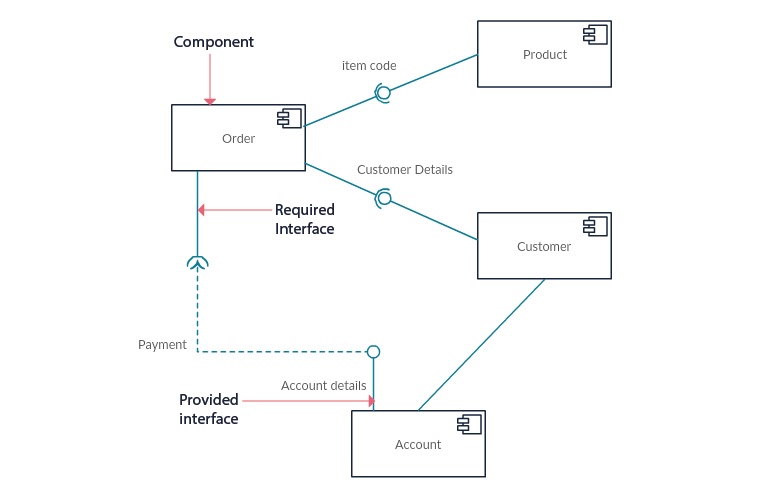 Component
item code
Product
Order
Customer Details
Required
Interface
Customer
Payment
Account details
Provided
interface
Account